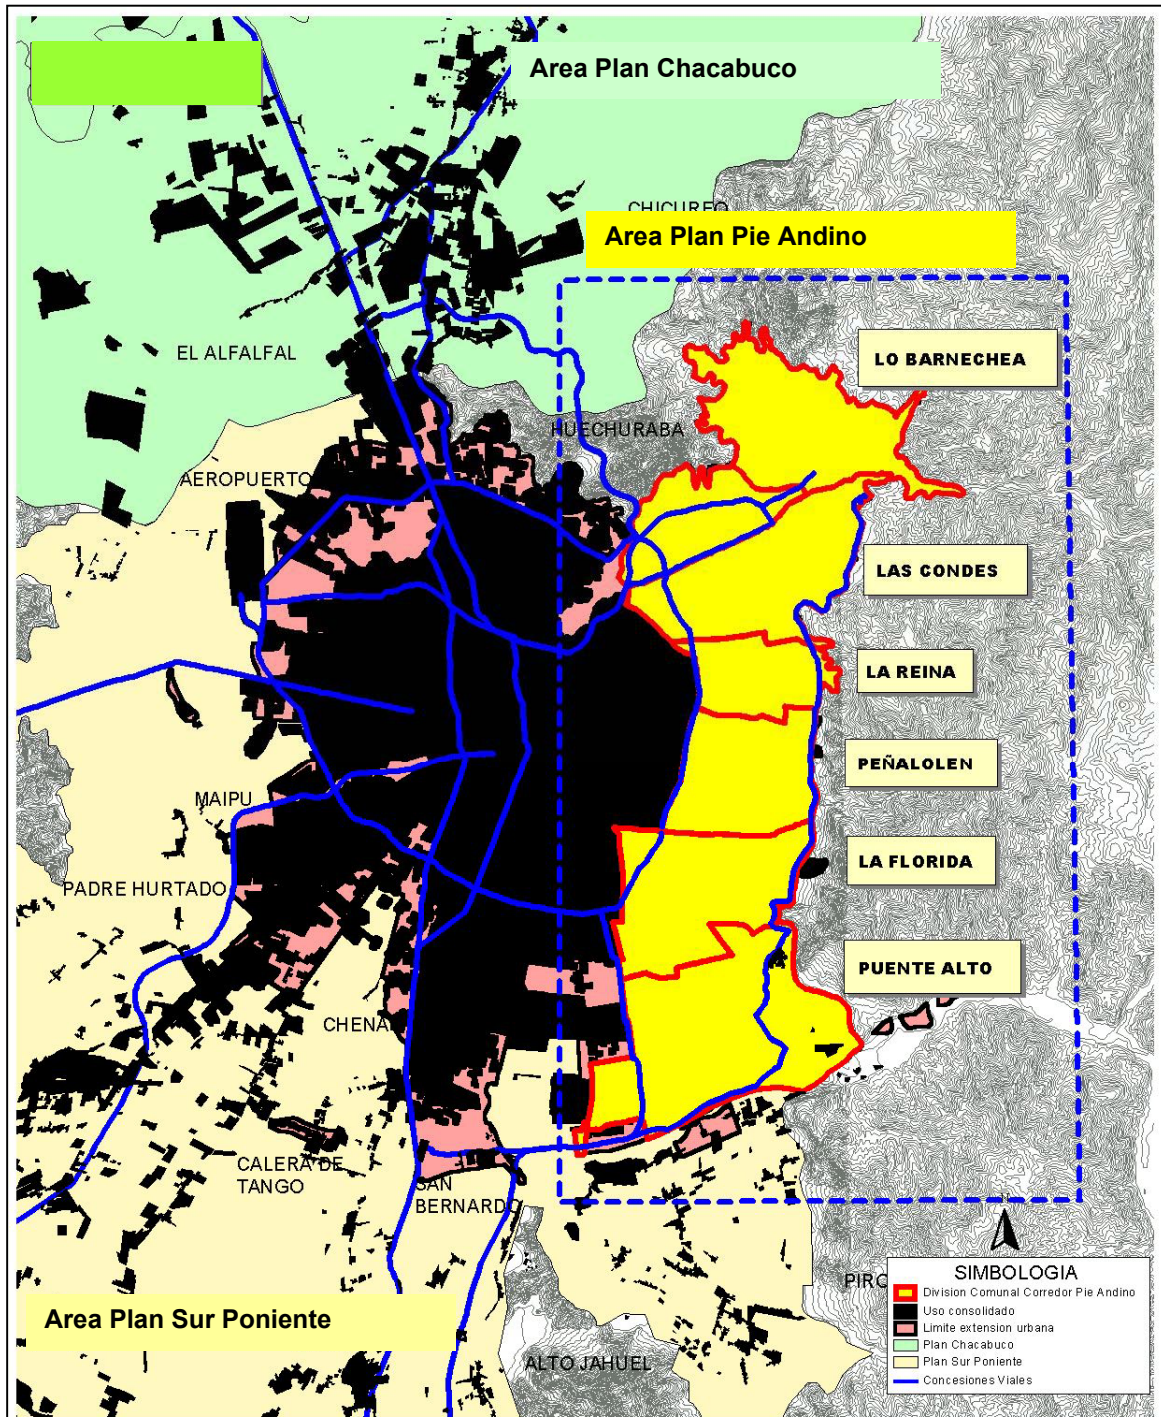 Area Plan Chacabuco
CHICUREO
Area Plan Pie Andino
LO BARNECHEA
EL ALFALFAL
HUECHURABA
AEROPUERTO
LAS CONDES
LA REINA
PEÑALOLEN
MAIPU
LA FLORIDA
PADRE HURTADO
PUENTE ALTO
CHENA
CALERA DE
TANGO
SAN
BERNARDO
SIMBOLOGIA
Division Comunal Corredor Pie Andino
Uso consolidado
Limite extension urbana
Plan Chacabuco
Plan Sur Poniente
Concesiones Viales
Area Plan Sur Poniente
ALTO JAHUEL